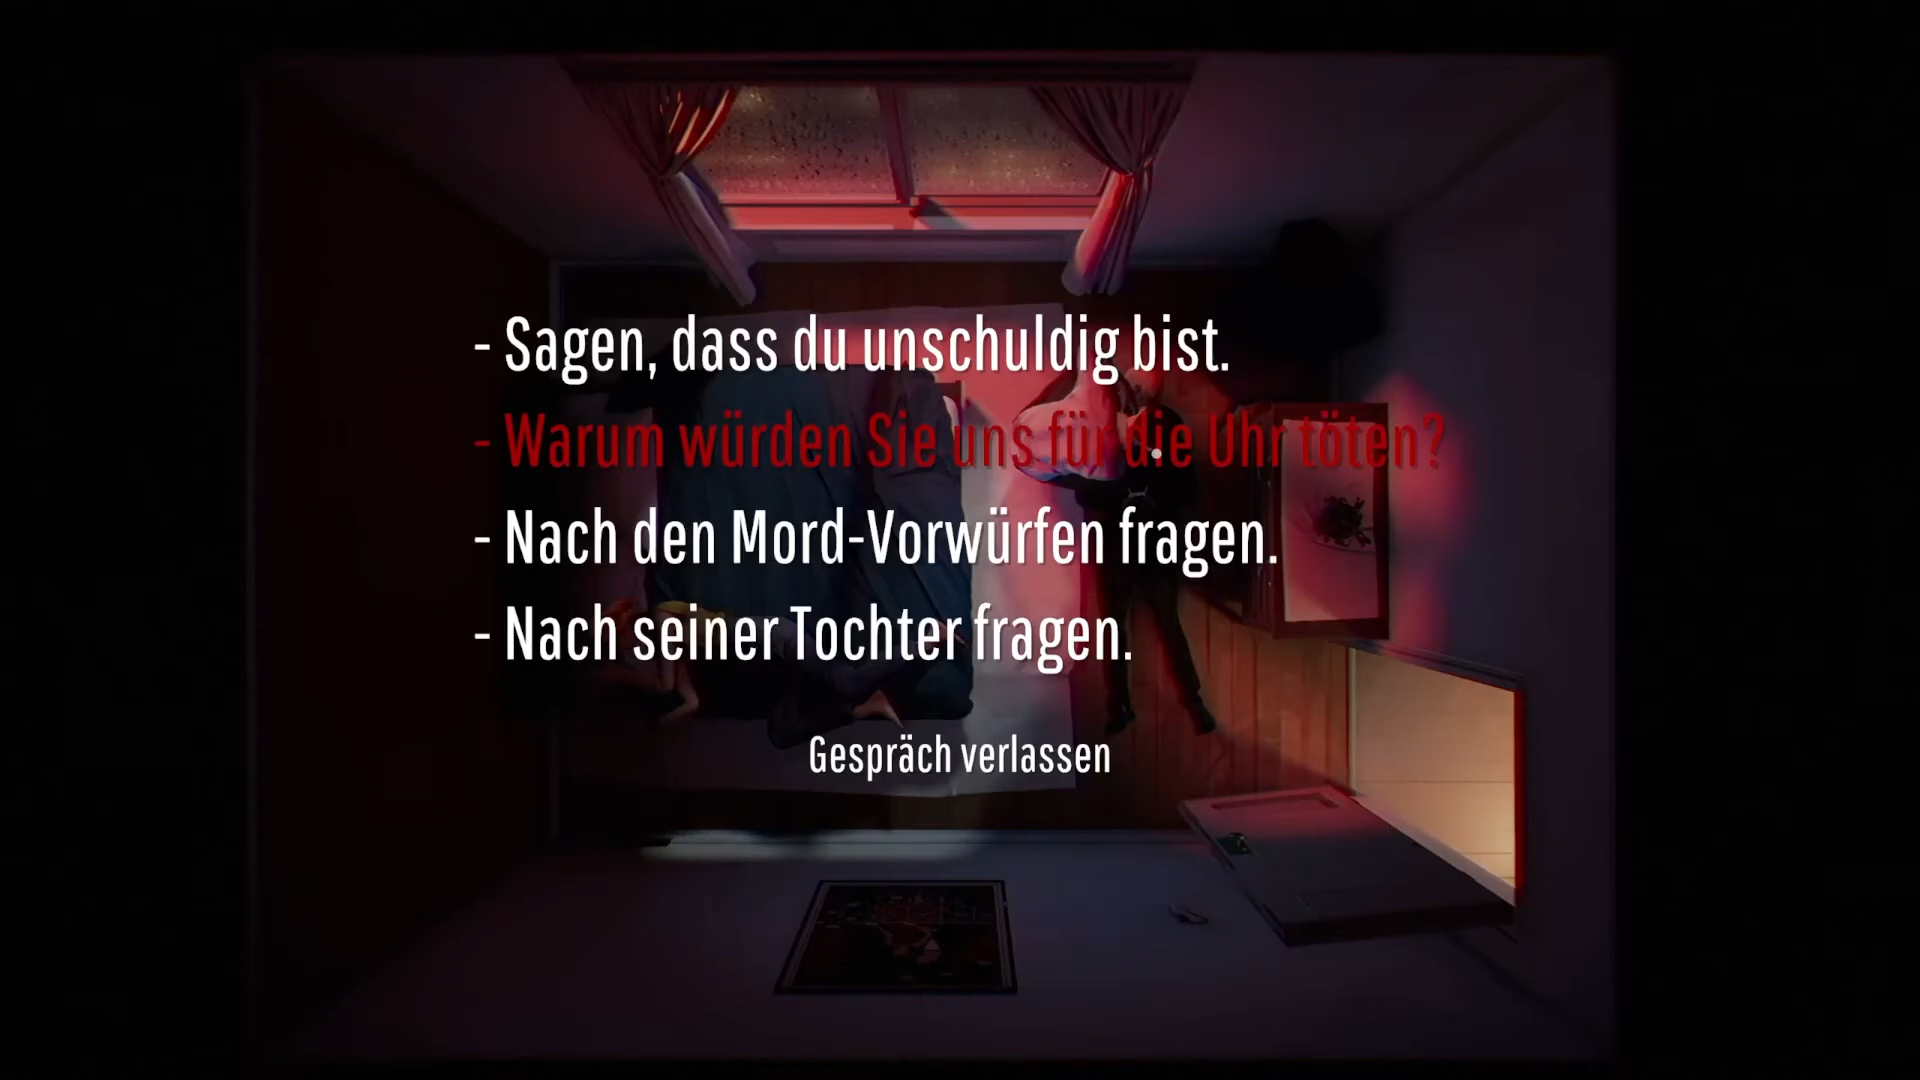 - Sagen, dass du unschuldig bist.
- Warum würden Sie uns für die Uhr töten?
- Nach den Mord-Vorwürfen fragen.
- Nach seiner Tochter fragen.
Gespräch verlassen